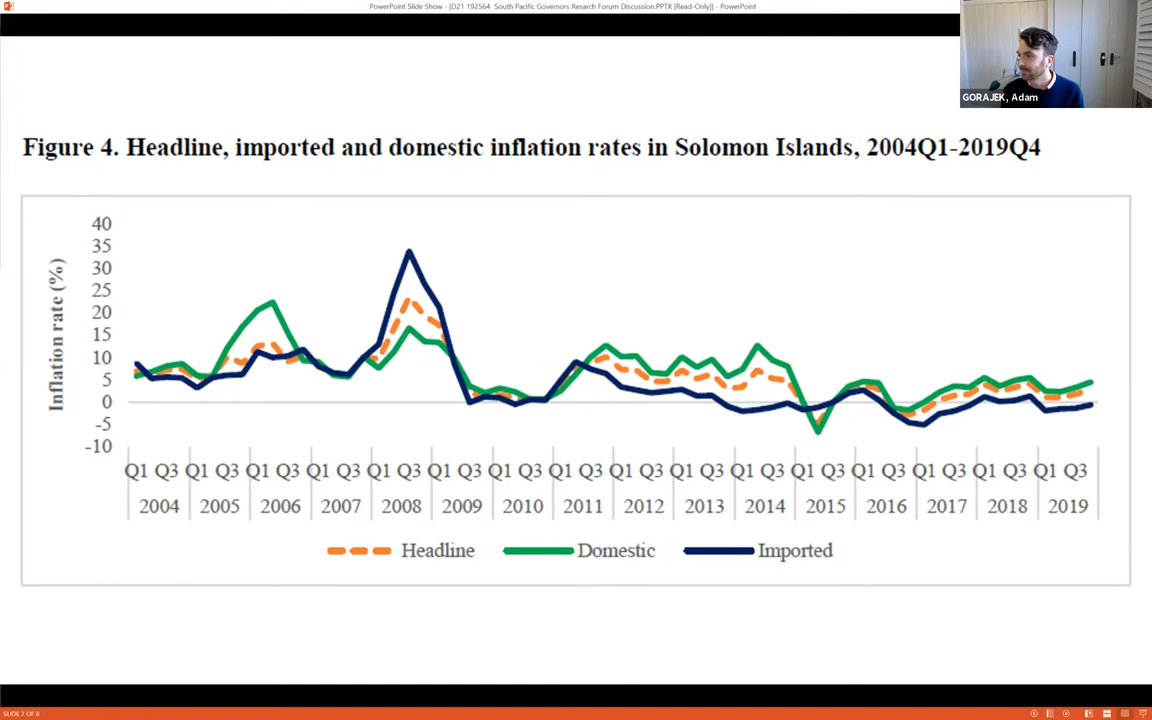 PowerPoint Slide Show - [D21 192564 South Pacific Governors Resarch Forum Discussion.PPTX [Read-Only]] - PowerPoint
GORAJEK, Adam
Figure 4. Headline, imported and domestic inflation rates in Solomon Islands, 2004Q1-2019Q4
Inflation rate (%)
40
35
30
25
20
15
10
5
0
-5
-10
Q1 Q3 Q1 Q3 Q1 Q3 Q1 Q3 Q1 Q3 Q1 Q3 Q1 Q3 Q1 Q3 Q1 Q3 Q1 Q3 Q1 Q3 Q1 Q3 Q1 Q3 Q1 Q3 Q1 Q3 Q1 Q3
2004 2005 2006 2007 2008 2009 2010 2011 2012 2013 2014 2015 2016 2017 2018 2019
Headline Domestic Imported
SLIDE 7 OF 8